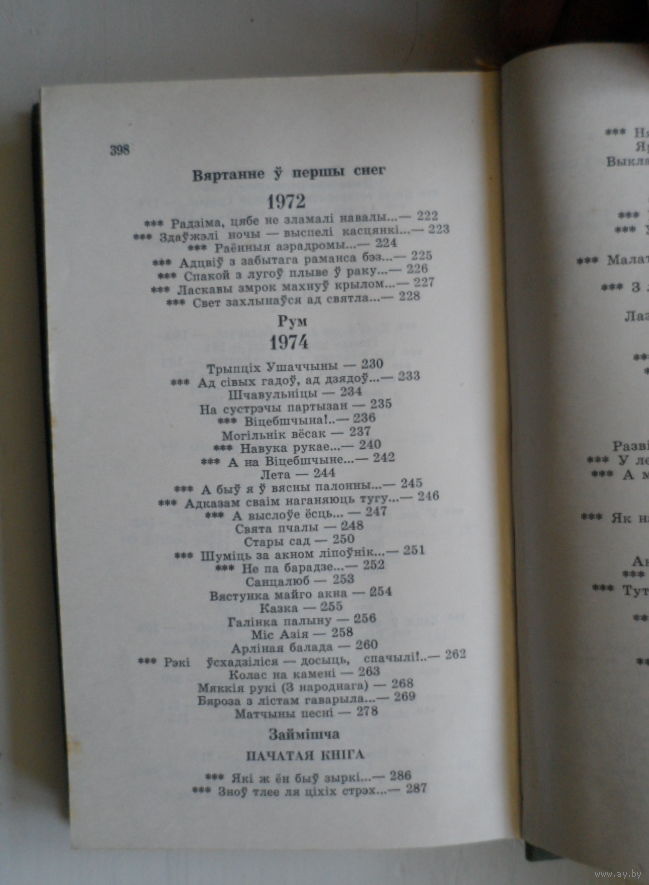 398
Вяртанне ў першы снег
1972
*** Радзіма, цябе не зламалі навалы...— 222
*** Здаўжэлі ночы — выспелі касцянкі...— 223
*** Раённыя аэрадромы...— 224
*** Адцвіў з забытага раманса бэз...— 225
*** Спакой з лугоў плыве ў раку...— 226
*** Ласкавы змрок махнуў крылом...— 227
*** Свет захлынаўся ад святла...— 228
Рум
1974
Трыпціх Ушаччыны — 230
*** Ад сівых гадоў, ад дзядоў...— 233
Шчавульніцы — 234
На сустрэчы партызан — 235
*** Віцебшчына!..— 236
Могільнік вёсак — 237
*** Навука рукае...— 240
*** А на Віцебшчыне...— 242
Лета — 244
*** А быў я ў вясны палонны...— 245
*** Адказам сваім наганяюць тугу...— 246
*** А выслоўе ёсць...— 247
Свята пчалы — 248
Стары сад — 250
*** Шуміць за акном ліпоўнік...— 251
*** Не па барадзе...— 252
Санцалюб — 253
Вястунка майго акна — 254
Казка — 255
Галінка палыну — 256
Міс Азія — 258
Арліная балада — 260
*** Рэкі ўсхадзіліся — досыць, спачылі!..— 262
Колас на камені — 263
Мяккія рукі (З народнага) — 268
Бяроза з лістам гаварыла...— 269
Матчыны песні — 278
Займішча
ПАЧАТАЯ КНІГА
*** Які ж ён быў зыркі...— 286
*** Зноў тлее ля ціхіх стрэх...— 287
***
***
***
*** З
***
***
*** У
*** А
*** Як
***
***
***
***
www.ay.by